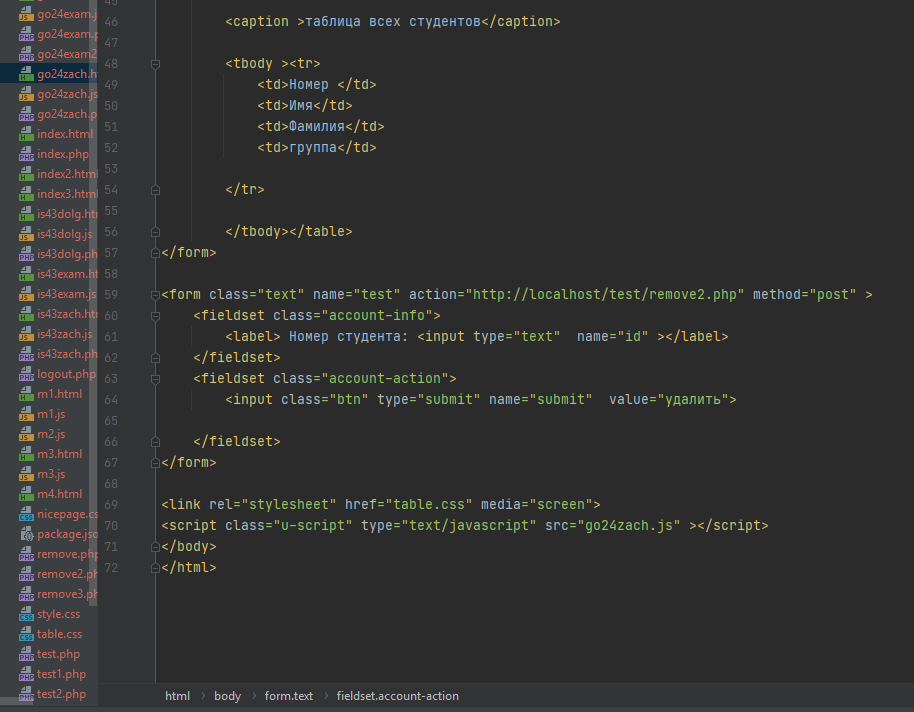 go24exam.j
go24exam.p
go24exam2
go24zach.h
go24zach.js
go24zach.p
index.html
index.php
index2.html
index3.html
is43dolg.htr
is43dolg.js
is43dolg.ph
is43exam.ht
is43exam.js
is43zach.htr
is43zach.js
is43zach.ph
logout.php
m1.html
m1.js
m2.js
m3.html
m3.js
m4.html
nicepage.cs
package.jso
remove.php
remove2.ph
remove3.ph
style.css
table.css
test.php
test1.php
test2.php
45
46 <caption >таблица всех студентов</caption>
47
48 <tbody ><tr>
49 <td>Номер </td>
50 <td>Имя</td>
51 <td>Фамилия</td>
52 <td>группа</td>
53
54 </tr>
55
56 </tbody></table>
57 </form>
58
59 <form class="text" name="test" action="http://localhost/test/remove2.php" method="post" >
60 <fieldset class="account-info">
61 <label> Номер студента: <input type="text"  name="id" ></label>
62 </fieldset>
63 <fieldset class="account-action">
64 <input class="btn" type="submit" name="submit"  value="удалить">
65
66 </fieldset>
67 </form>
68
69 <link rel="stylesheet" href="table.css" media="screen">
70 <script class="u-script" type="text/javascript" src="go24zach.js" ></script>
71 </body>
72 </html>
html › body › form.text › fieldset.account-action